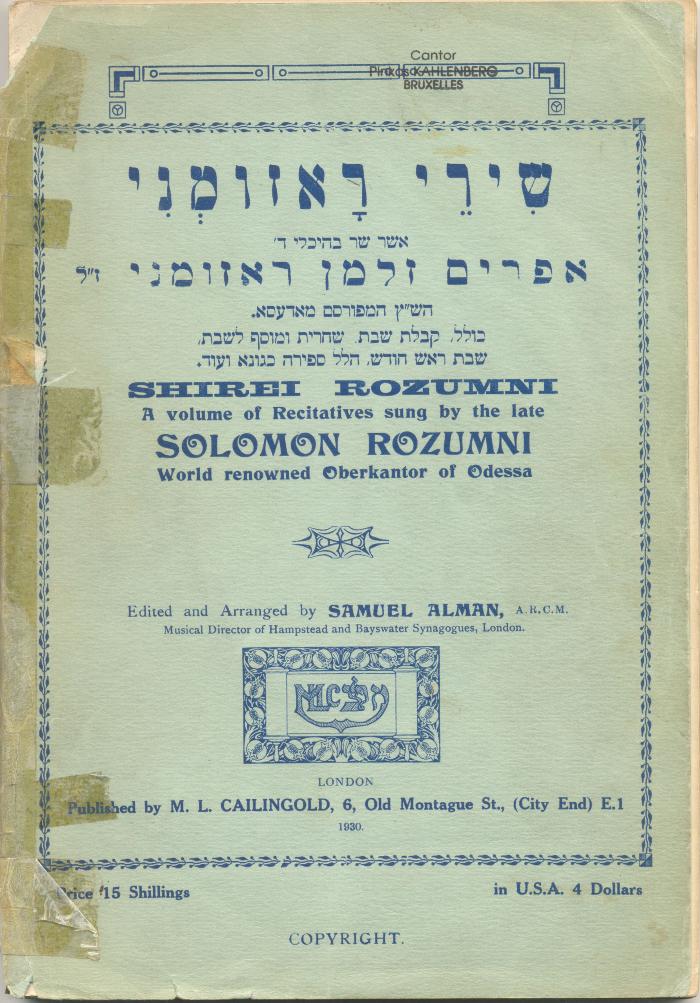 Cantor
Pinkas KAHLENBERG
BRUXELLES
שִׁירֵי רָאזוּמְנִי
אשר שר בהיכלי ד'
אפרים זלמן ראזומני ז"ל
הש"ץ המפורסם מאדעסא.
כולל, קבלת שבת, שחרית ומוסף לשבת,
שבת ראש חודש, הלל ספירה כגונא ועוד.
SHIREI ROZUMNI
A volume of Recitatives sung by the late
SOLOMON ROZUMNI
World renowned Oberkantor of Odessa
Edited and Arranged by SAMUEL ALMAN, A.R.C.M.
Musical Director of Hampstead and Bayswater Synagogues, London.
LONDON
Published by M. L. CAILINGOLD, 6, Old Montague St., (City End) E.1
1930.
Price 15 Shillings in U.S.A. 4 Dollars
COPYRIGHT.